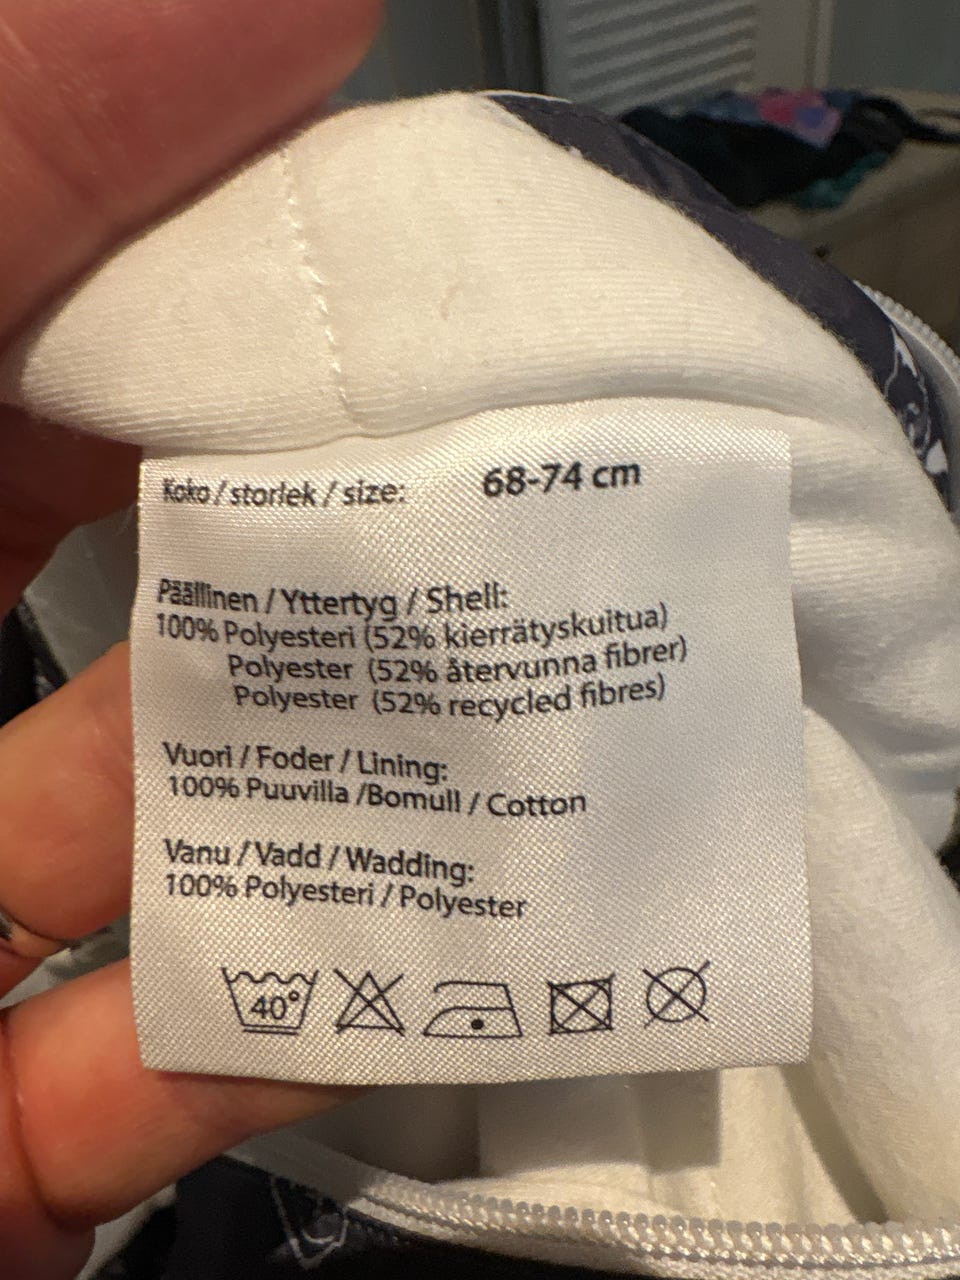 Koko / storlek / size: 68-74 cm
Päällinen / Yttertyg / Shell:
100% Polyesteri (52% kierrätyskuitua)
Polyester (52% återvunna fibrer)
Polyester (52% recycled fibres)
Vuori / Foder / Lining:
100% Puuvilla /Bomull / Cotton
Vanu / Vadd / Wadding:
100% Polyesteri / Polyester
40°